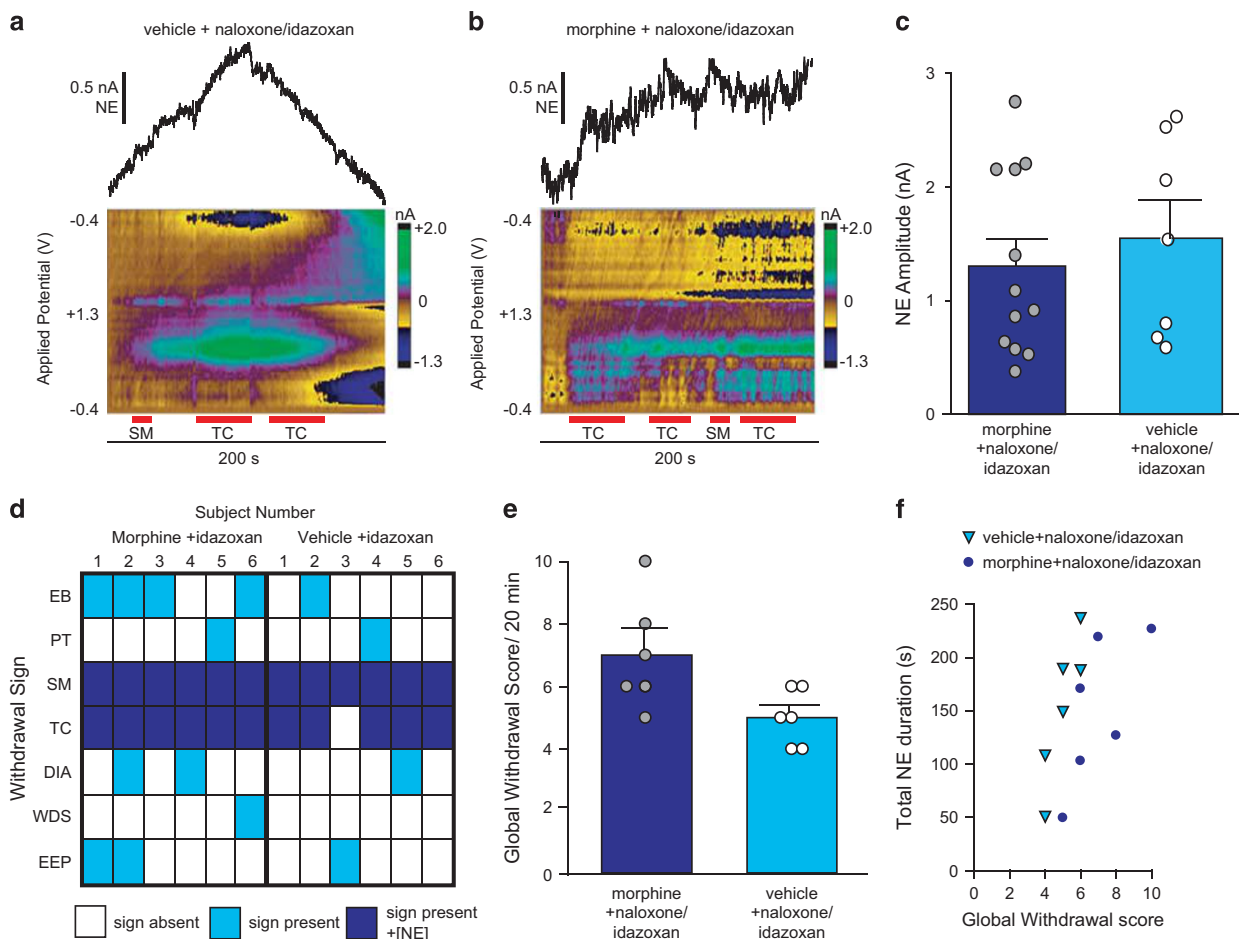 a
vehicle + naloxone/idazoxan
0.5 nA
NE
Applied Potential (V)
-0.4
+1.3
-0.4
nA
+2.0
0
-1.3
SM
TC
TC
200 s
b
morphine + naloxone/idazoxan
0.5 nA
NE
Applied Potential (V)
-0.4
+1.3
-0.4
nA
+2.0
0
-1.3
TC
TC
SM
TC
200 s
c
NE Amplitude (nA)
3
2
1
0
morphine
+naloxone/
idazoxan
vehicle
+naloxone/
idazoxan
d
Subject Number
Morphine +idazoxan
Vehicle +idazoxan
1 2 3 4 5 6 1 2 3 4 5 6
Withdrawal Sign
EB
PT
SM
TC
DIA
WDS
EEP
sign absent
sign present
sign present
+[NE]
e
Global Withdrawal Score/ 20 min
10
8
6
4
2
0
morphine
+naloxone/
idazoxan
vehicle
+naloxone/
idazoxan
f
vehicle+naloxone/idazoxan
morphine+naloxone/idazoxan
Total NE duration (s)
250
200
150
100
50
0
0 2 4 6 8 10
Global Withdrawal score